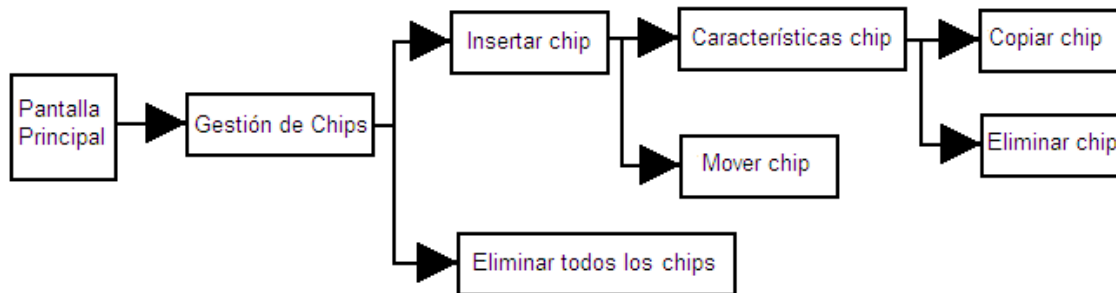 Pantalla
Principal
Gestión de Chips
Insertar chip
Características chip
Copiar chip
Eliminar chip
Mover chip
Eliminar todos los chips